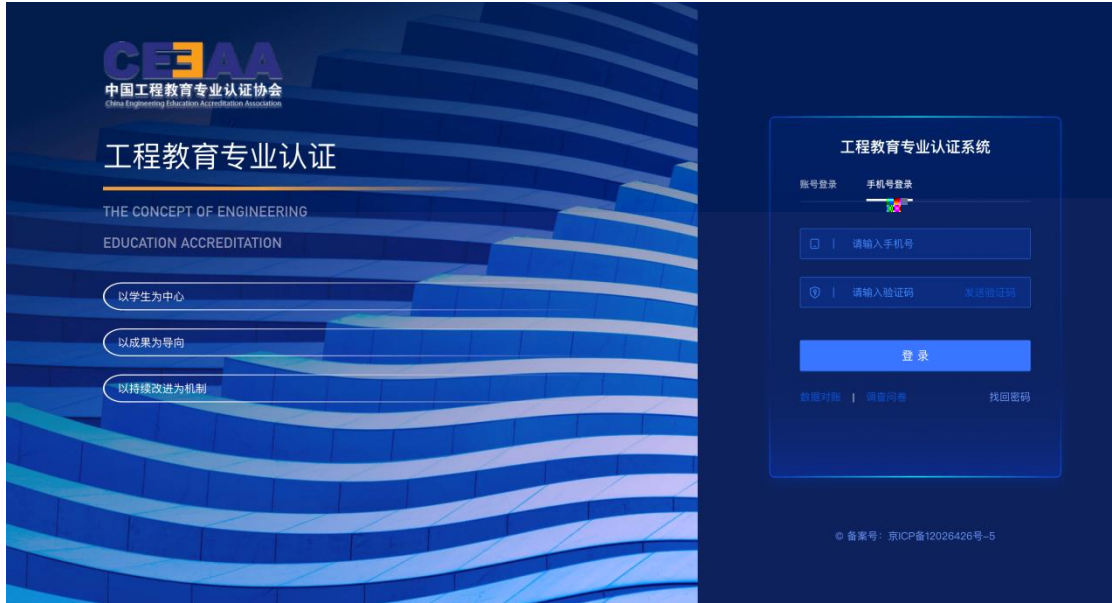 CEEAA
中国工程教育专业认证协会
China Engineering Education Accreditation Association
工程教育专业认证
THE CONCEPT OF ENGINEERING
EDUCATION ACCREDITATION
以学生为中心
以成果为导向
以持续改进为机制
工程教育专业认证系统
账号登录 手机号登录
请输入手机号
请输入验证码 发送验证码
登 录
数据对账 | 调查问卷 找回密码
© 备案号：京ICP备12026426号-5